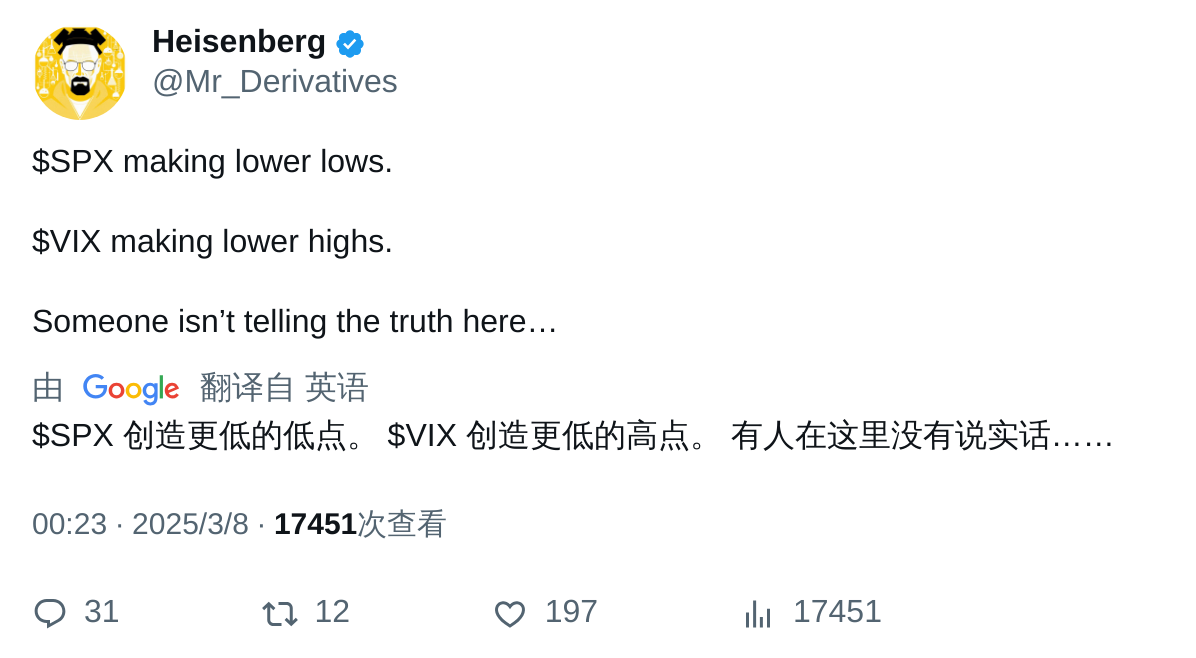 Heisenberg
@Mr_Derivatives
$SPX making lower lows.
$VIX making lower highs.
Someone isn’t telling the truth here…
由 Google 翻译自 英语
$SPX 创造更低的低点。 $VIX 创造更低的高点。 有人在这里没有说实话……
00:23 · 2025/3/8 · 17451次查看
31 12 197 17451